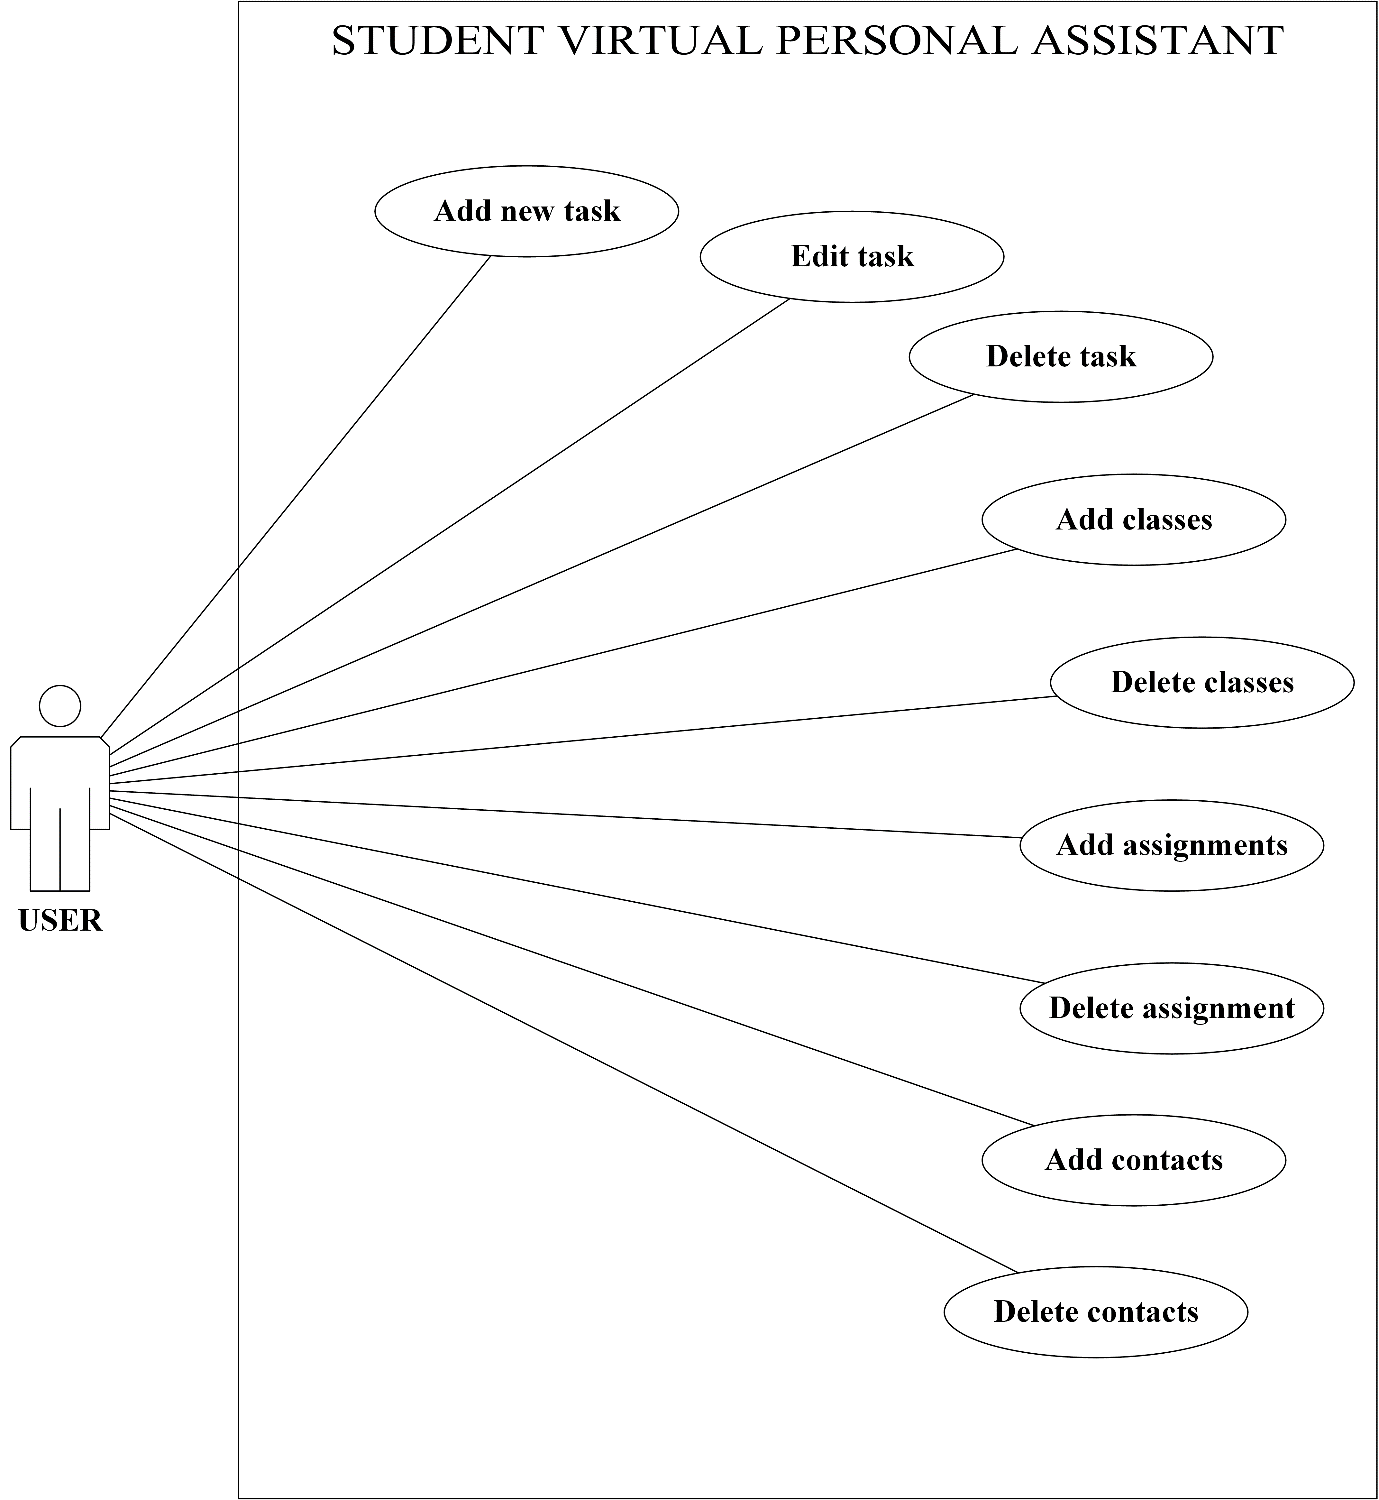 STUDENT VIRTUAL PERSONAL ASSISTANT
Add new task
Edit task
Delete task
Add classes
Delete classes
Add assignments
USER
Delete assignment
Add contacts
Delete contacts